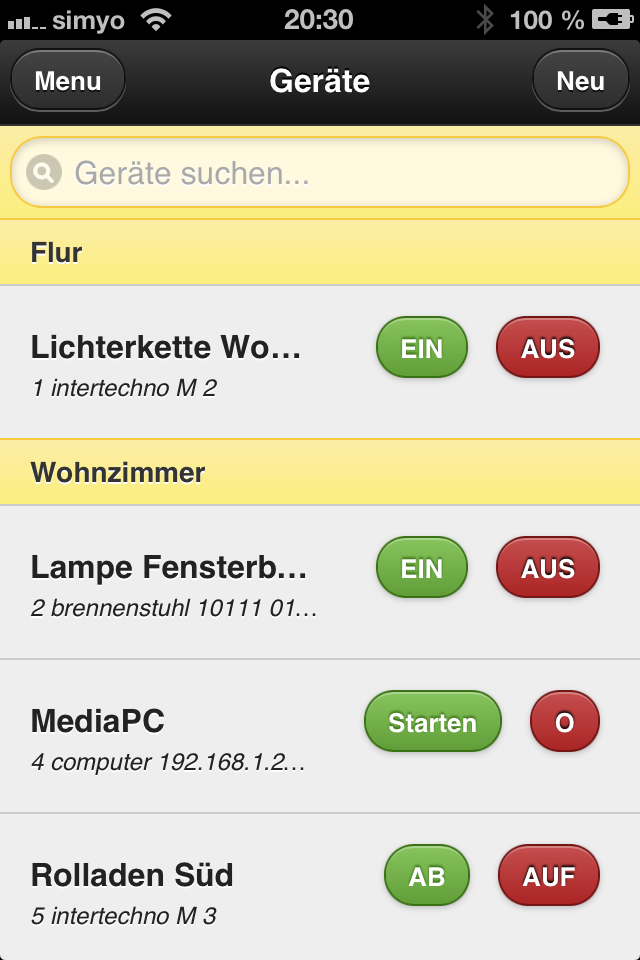 simyo 20:30 100 %
Menu Geräte Neu
Geräte suchen...
Flur
Lichterkette Wo... EIN AUS
1 intertechno M 2
Wohnzimmer
Lampe Fensterb... EIN AUS
2 brennenstuhl 10111 01...
MediaPC Starten O
4 computer 192.168.1.2...
Rolladen Süd AB AUF
5 intertechno M 3